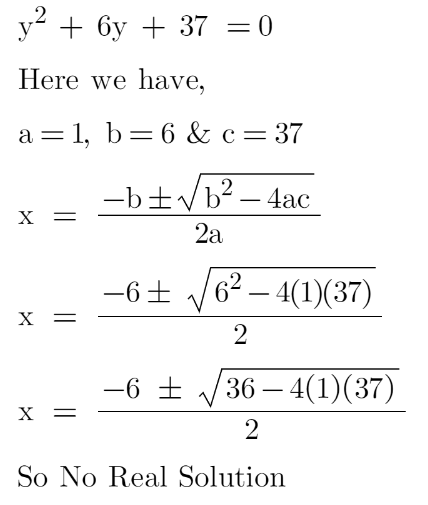 y² + 6y + 37 = 0
Here we have,
a = 1, b = 6 & c = 37
x = (−b ± √(b² − 4ac)) / 2a
x = (−6 ± √(6² − 4(1)(37))) / 2
x = (−6 ± √(36 − 4(1)(37))) / 2
So No Real Solution